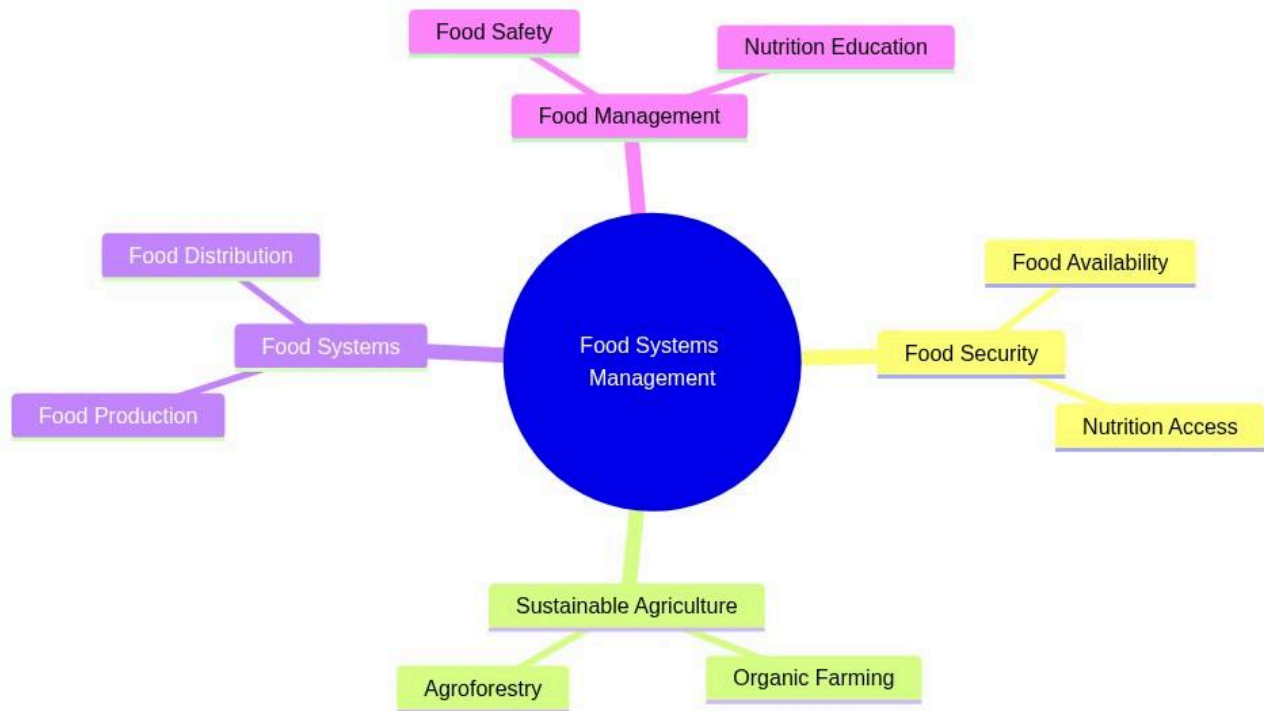 Food Safety
Nutrition Education
Food Management
Food Distribution
Food Availability
Food Systems
Food Systems
Management
Food Security
Food Production
Nutrition Access
Sustainable Agriculture
Agroforestry
Organic Farming